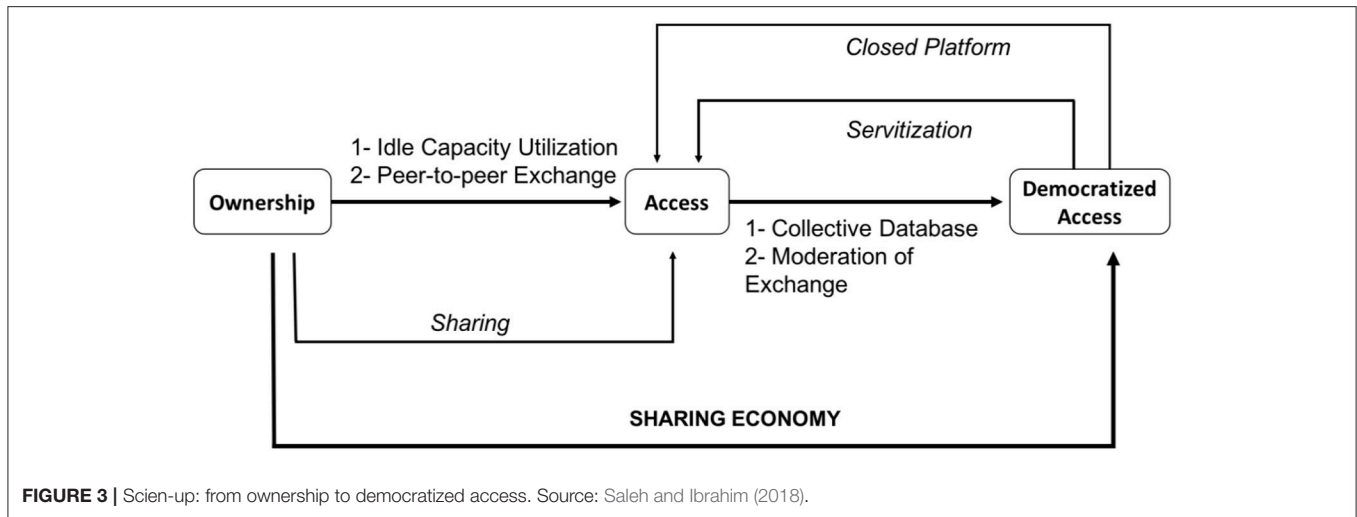 Closed Platform
Servitization
1- Idle Capacity Utilization
2- Peer-to-peer Exchange
Ownership
Access
Democratized
Access
1- Collective Database
2- Moderation of
Exchange
Sharing
SHARING ECONOMY
FIGURE 3 | Scien-up: from ownership to democratized access. Source: Saleh and Ibrahim (2018).